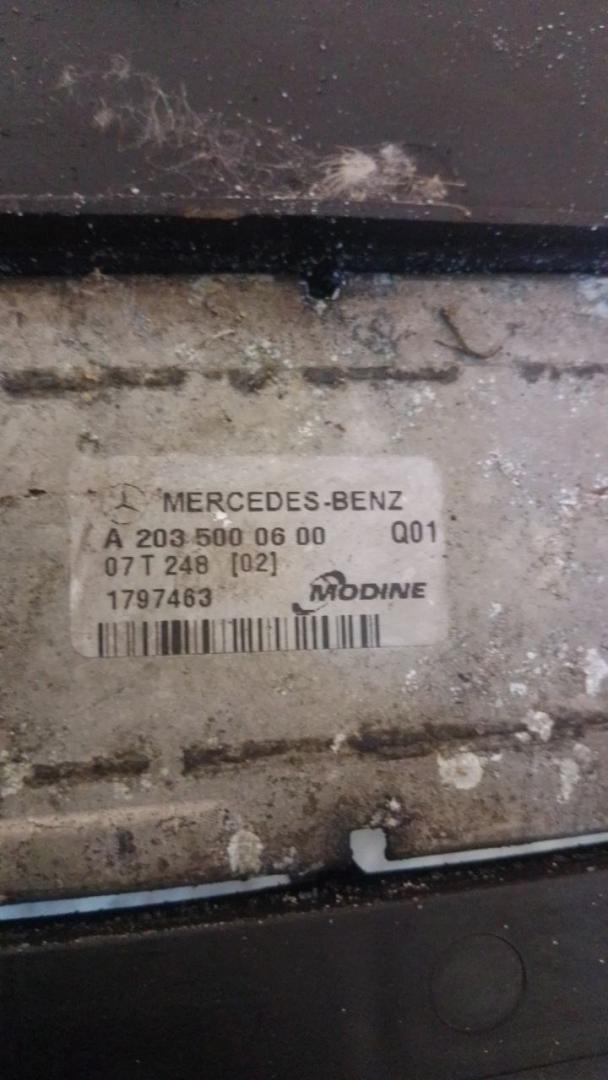 MERCEDES-BENZ
A 203 500 06 00 Q01
07 T 248 [02]
1797463 MODINE